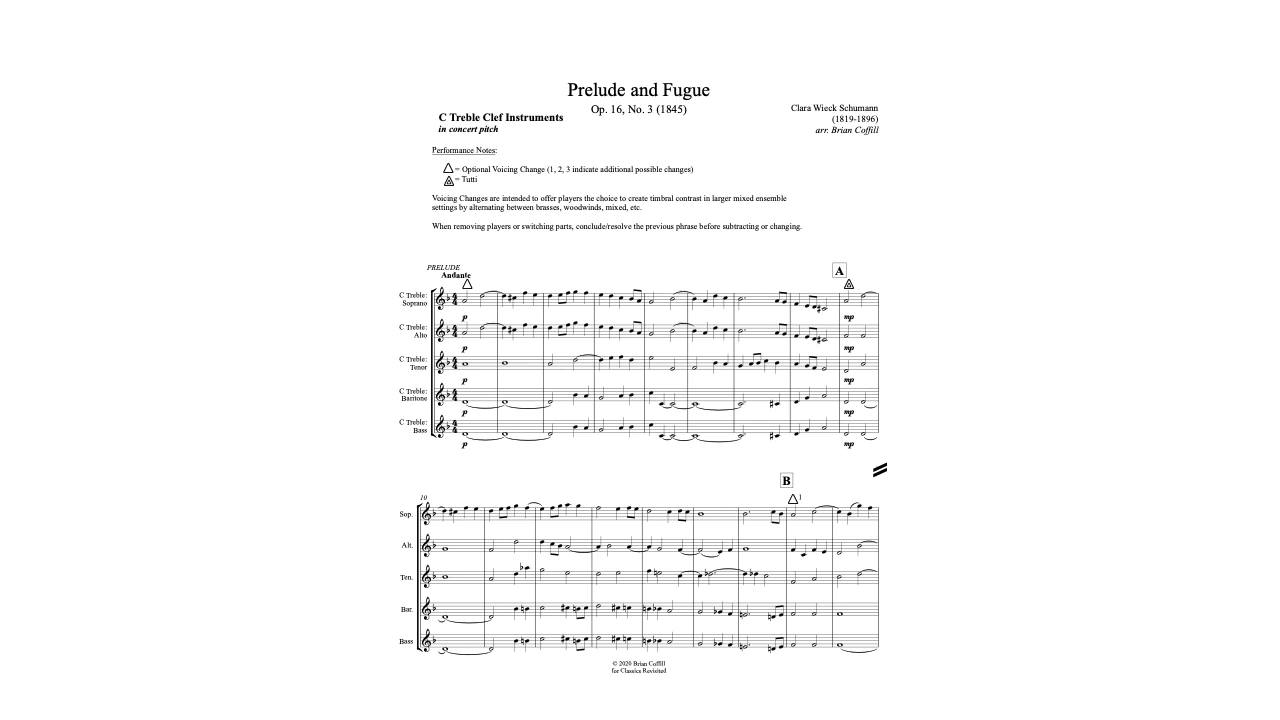 Prelude and Fugue
Op. 16, No. 3 (1845)
Clara Wieck Schumann
(1819-1896)
arr. Brian Coffill
C Treble Clef Instruments
in concert pitch
Performance Notes:
= Optional Voicing Change (1, 2, 3 indicate additional possible changes)
= Tutti
Voicing Changes are intended to offer players the choice to create timbral contrast in larger mixed ensemble
settings by alternating between brasses, woodwinds, mixed, etc.
When removing players or switching parts, conclude/resolve the previous phrase before subtracting or changing.
PRELUDE
Andante
A
C Treble:
Soprano
p
mp
C Treble:
Alto
p
mp
C Treble:
Tenor
p
mp
C Treble:
Baritone
p
mp
C Treble:
Bass
p
mp
B
10
1
Sop.
Alt.
Ten.
Bar.
Bass
© 2020 Brian Coffill
for Classics Revisited